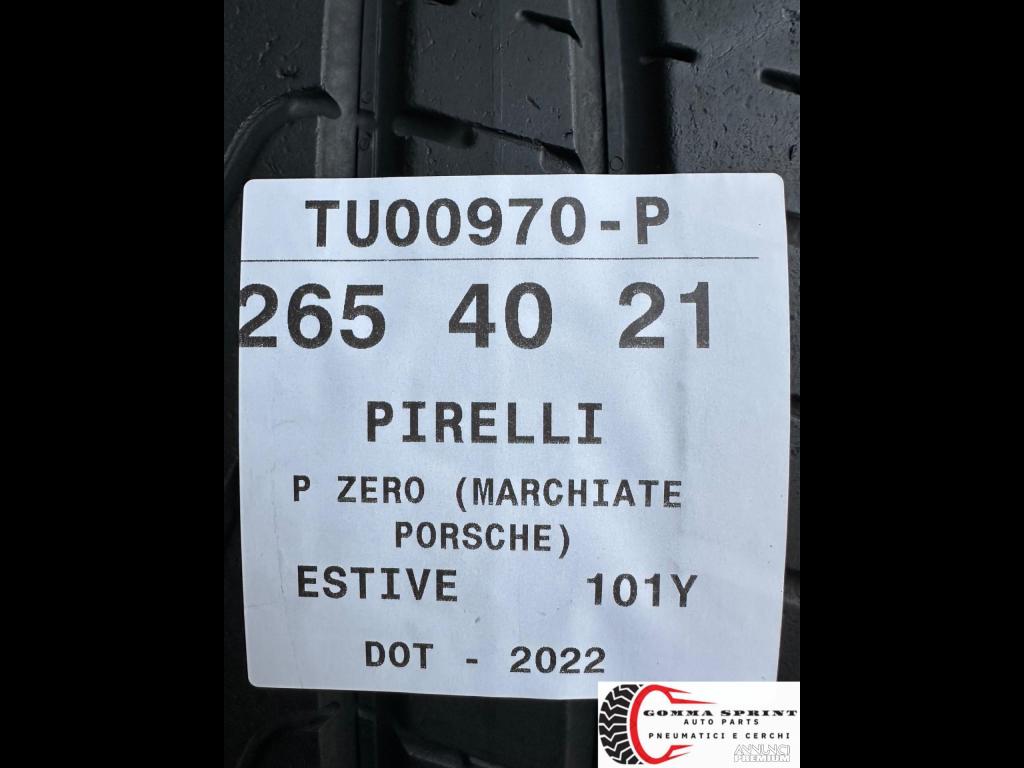 TU00970-P
265 40 21
PIRELLI
P ZERO (MARCHIATE
PORSCHE)
ESTIVE 101Y
DOT - 2022
GOMMA SPRINT
AUTO PARTS
PNEUMATICI E CERCHI
ANNUNCI
PREMIUM